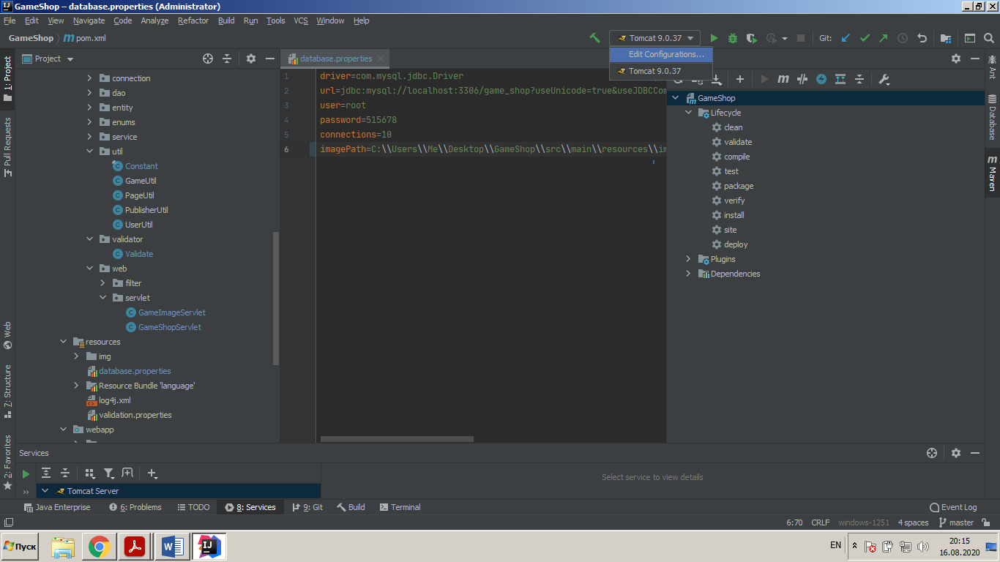 GameShop – database.properties (Administrator)
File Edit View Navigate Code Analyze Refactor Build Run Tools VCS Window Help
GameShop pom.xml
Tomcat 9.0.37
Git:
Edit Configurations...
Tomcat 9.0.37
Project
database.properties
1 driver=com.mysql.jdbc.Driver
2 url=jdbc:mysql://localhost:3306/game_shop?useUnicode=true&useJDBCCom
3 user=root
4 password=515678
5 connections=10
6 imagePath=C:\\Users\\Me\\Desktop\\GameShop\\src\\main\\resources\\im
connection
dao
entity
enums
service
util
Constant
GameUtil
PageUtil
PublisherUtil
UserUtil
validator
Validate
web
filter
servlet
GameImageServlet
GameShopServlet
resources
img
database.properties
Resource Bundle 'language'
log4j.xml
validation.properties
webapp
GameShop
Lifecycle
clean
validate
compile
test
package
verify
install
site
deploy
Plugins
Dependencies
1: Project
Pull Requests
Web
Z: Structure
2: Favorites
Ant
Database
Maven
Services
Tomcat Server
Select service to view details
Java Enterprise 6: Problems TODO 8: Services 9: Git Build Terminal Event Log
6:70 CRLF windows-1251 4 spaces master
Пуск
EN
20:15
16.08.2020